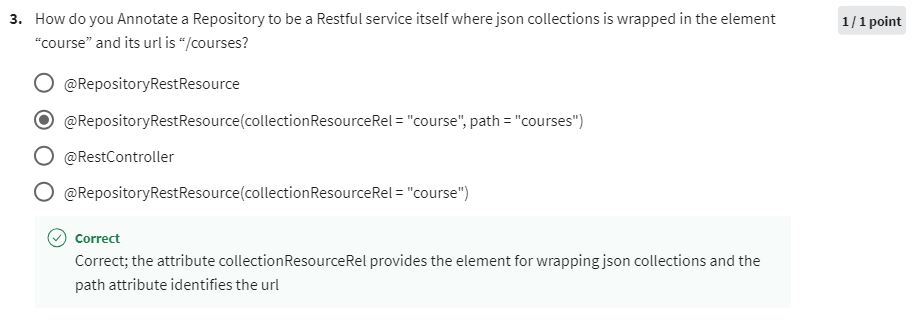 3. How do you Annotate a Repository to be a Restful service itself where json collections is wrapped in the element
1 / 1 point
“course” and its url is “/courses?
@RepositoryRestResource
@RepositoryRestResource(collectionResourceRel = "course", path = "courses")
@RestController
@RepositoryRestResource(collectionResourceRel = "course")
Correct
Correct; the attribute collectionResourceRel provides the element for wrapping json collections and the
path attribute identifies the url